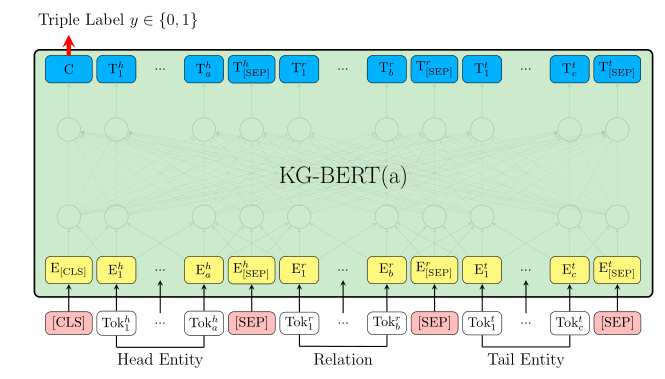 Triple Label y ∈ {0, 1}
C T₁ʰ ... Tₐʰ T[SEP]ʰ T₁ʳ ... T_bʳ T[SEP]ʳ T₁ᵗ ... T_cᵗ T[SEP]ᵗ
KG-BERT(a)
E[CLS] E₁ʰ ... Eₐʰ E[SEP]ʰ E₁ʳ ... E_bʳ E[SEP]ʳ E₁ᵗ ... E_cᵗ E[SEP]ᵗ
[CLS] Tok₁ʰ ... Tokₐʰ [SEP] Tok₁ʳ ... Tok_bʳ [SEP] Tok₁ᵗ ... Tok_cᵗ [SEP]
Head Entity Relation Tail Entity